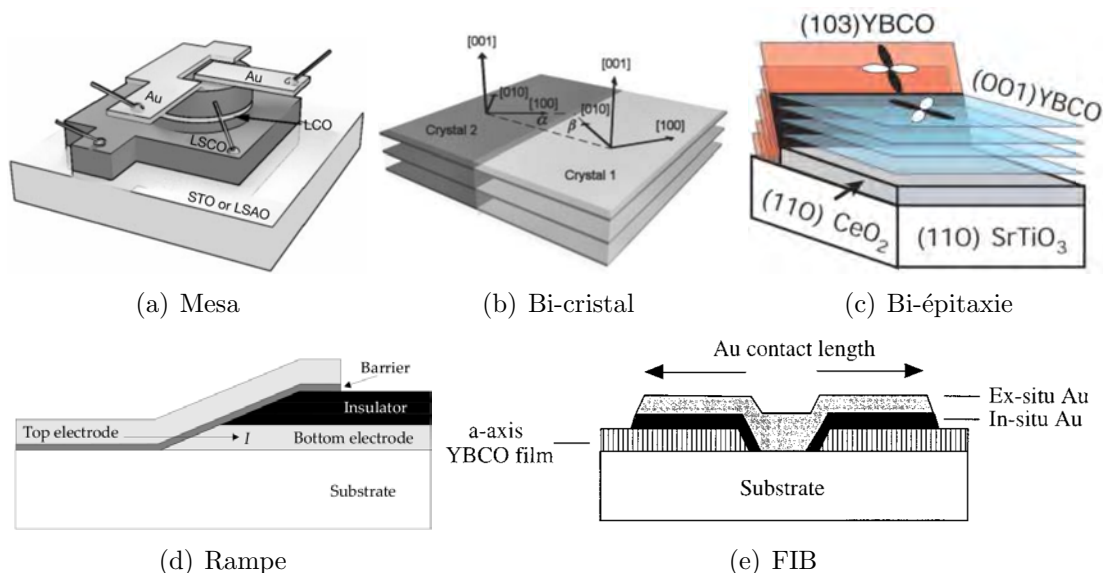 Au
Au
LCO
LSCO
STO or LSAO
(a) Mesa
[001]
[001]
[010]
[100]
[010]
[100]
α
β
Crystal 2
Crystal 1
(b) Bi-cristal
(103)YBCO
(001)YBCO
(110) CeO2
(110) SrTiO3
(c) Bi-épitaxie
Barrier
Insulator
Top electrode
I
Bottom electrode
Substrate
(d) Rampe
Au contact length
Ex-situ Au
In-situ Au
a-axis
YBCO film
Substrate
(e) FIB